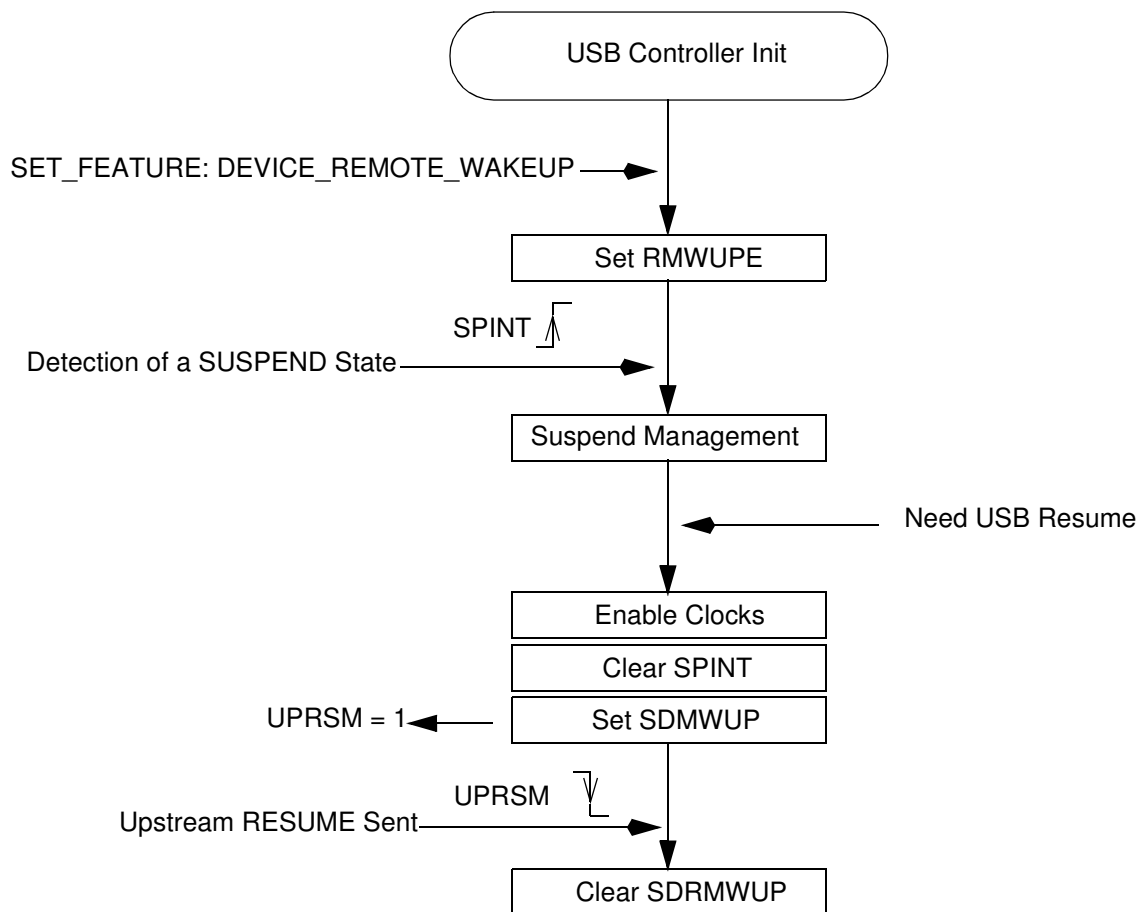 USB Controller Init
SET_FEATURE: DEVICE_REMOTE_WAKEUP
Set RMWUPE
SPINT
Detection of a SUSPEND State
Suspend Management
Need USB Resume
Enable Clocks
Clear SPINT
UPRSM = 1
Set SDMWUP
UPRSM
Upstream RESUME Sent
Clear SDRMWUP